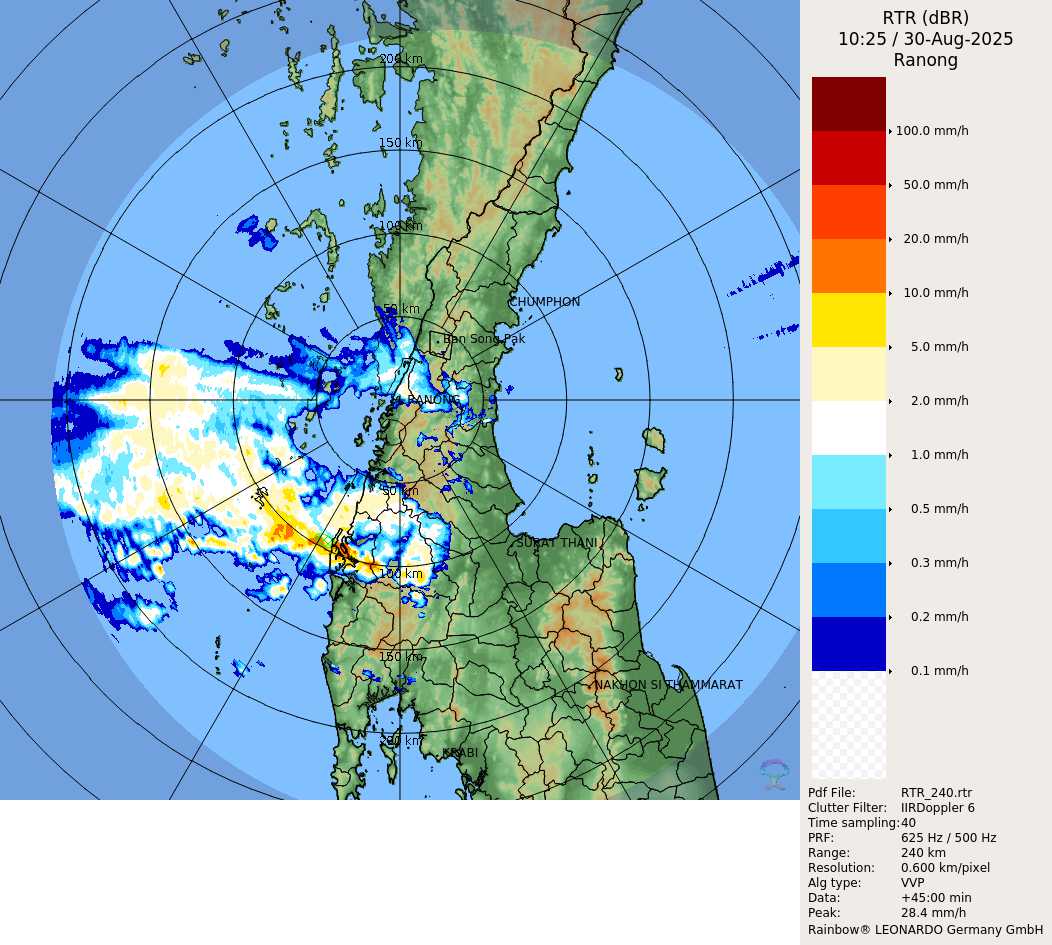 RTR (dBR)
10:25 / 30-Aug-2025
Ranong
200 km
150 km
100 km
50 km
CHUMPHON
Ban Song Pak
RANONG
50 km
SURAT THANI
100 km
150 km
NAKHON SI THAMMARAT
200 km
KRABI
100.0 mm/h
50.0 mm/h
20.0 mm/h
10.0 mm/h
5.0 mm/h
2.0 mm/h
1.0 mm/h
0.5 mm/h
0.3 mm/h
0.2 mm/h
0.1 mm/h
Pdf File: RTR_240.rtr
Clutter Filter: IIRDoppler 6
Time sampling:40
PRF: 625 Hz / 500 Hz
Range: 240 km
Resolution: 0.600 km/pixel
Alg type: VVP
Data: +45:00 min
Peak: 28.4 mm/h
Rainbow® LEONARDO Germany GmbH